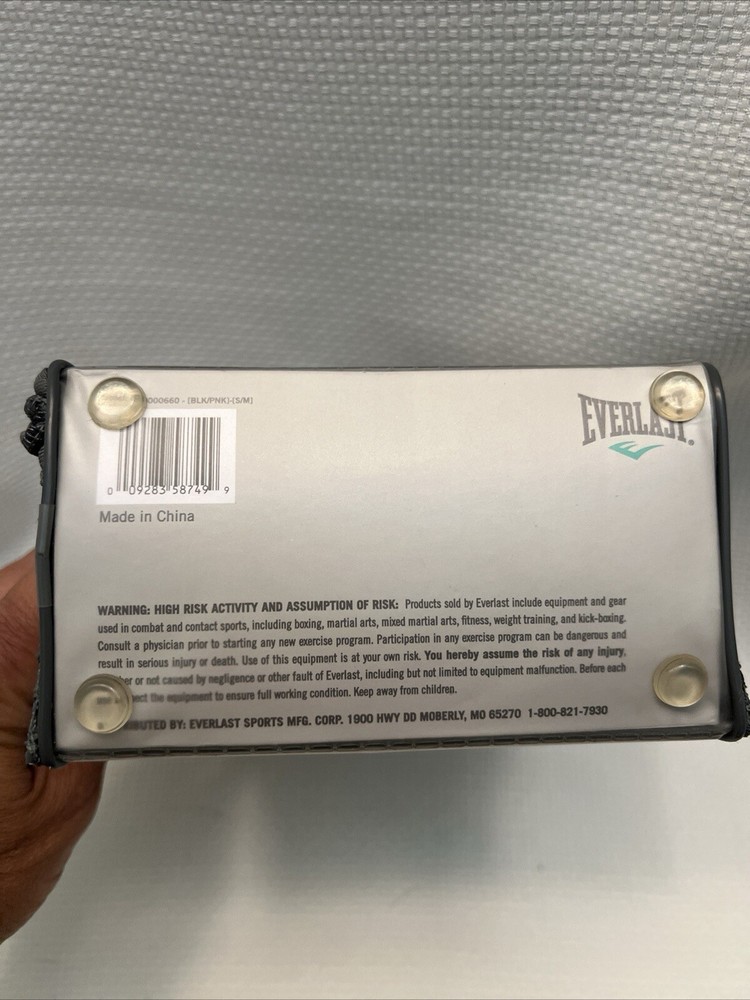 000660 - [BLK/PNK]-[S/M]
EVERLAST.
0 09283 58749 9
Made in China
WARNING: HIGH RISK ACTIVITY AND ASSUMPTION OF RISK: Products sold by Everlast include equipment and gear
used in combat and contact sports, including boxing, martial arts, mixed martial arts, fitness, weight training, and kick-boxing.
Consult a physician prior to starting any new exercise program. Participation in any exercise program can be dangerous and
result in serious injury or death. Use of this equipment is at your own risk. You hereby assume the risk of any injury,
or not caused by negligence or other fault of Everlast, including but not limited to equipment malfunction. Before each
the equipment to ensure full working condition. Keep away from children.
BY: EVERLAST SPORTS MFG. CORP. 1900 HWY DD MOBERLY, MO 65270 1-800-821-7930